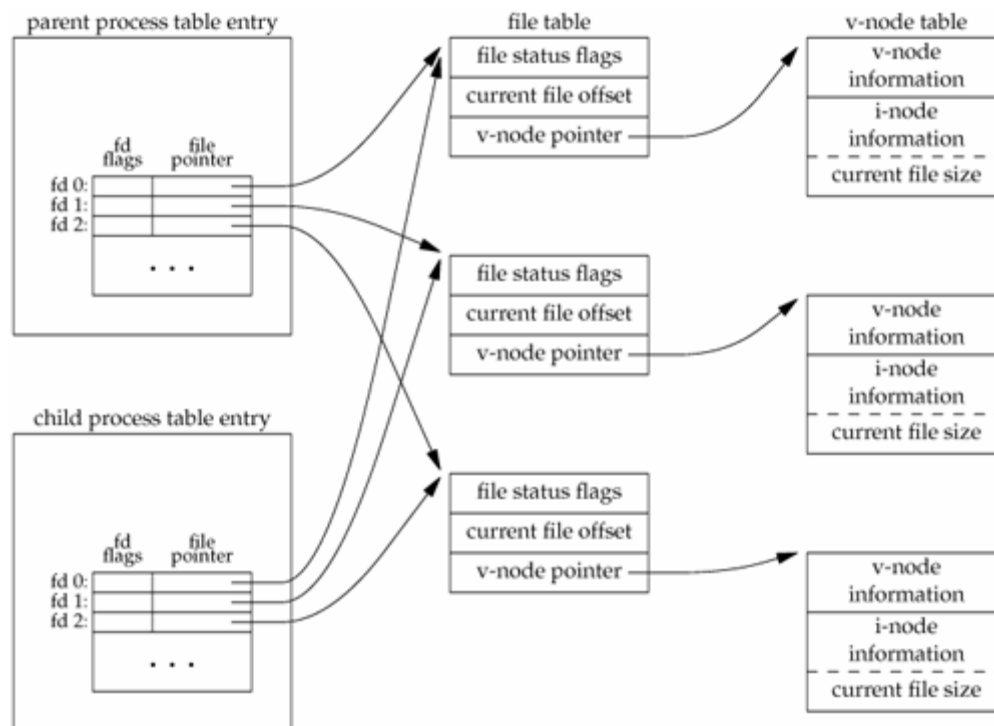 parent process table entry
fd
flags
file
pointer
fd 0:
fd 1:
fd 2:
. . .
child process table entry
fd
flags
file
pointer
fd 0:
fd 1:
fd 2:
. . .
file table
file status flags
current file offset
v-node pointer
file status flags
current file offset
v-node pointer
file status flags
current file offset
v-node pointer
v-node table
v-node
information
i-node
information
current file size
v-node
information
i-node
information
current file size
v-node
information
i-node
information
current file size